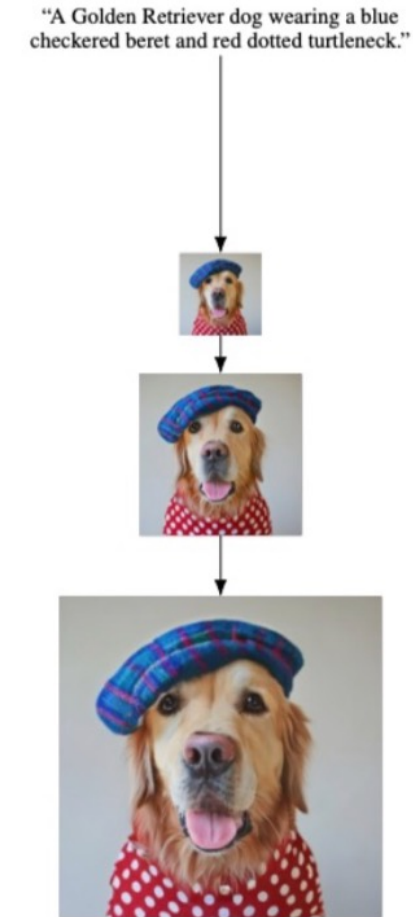 “A Golden Retriever dog wearing a blue
checkered beret and red dotted turtleneck.”